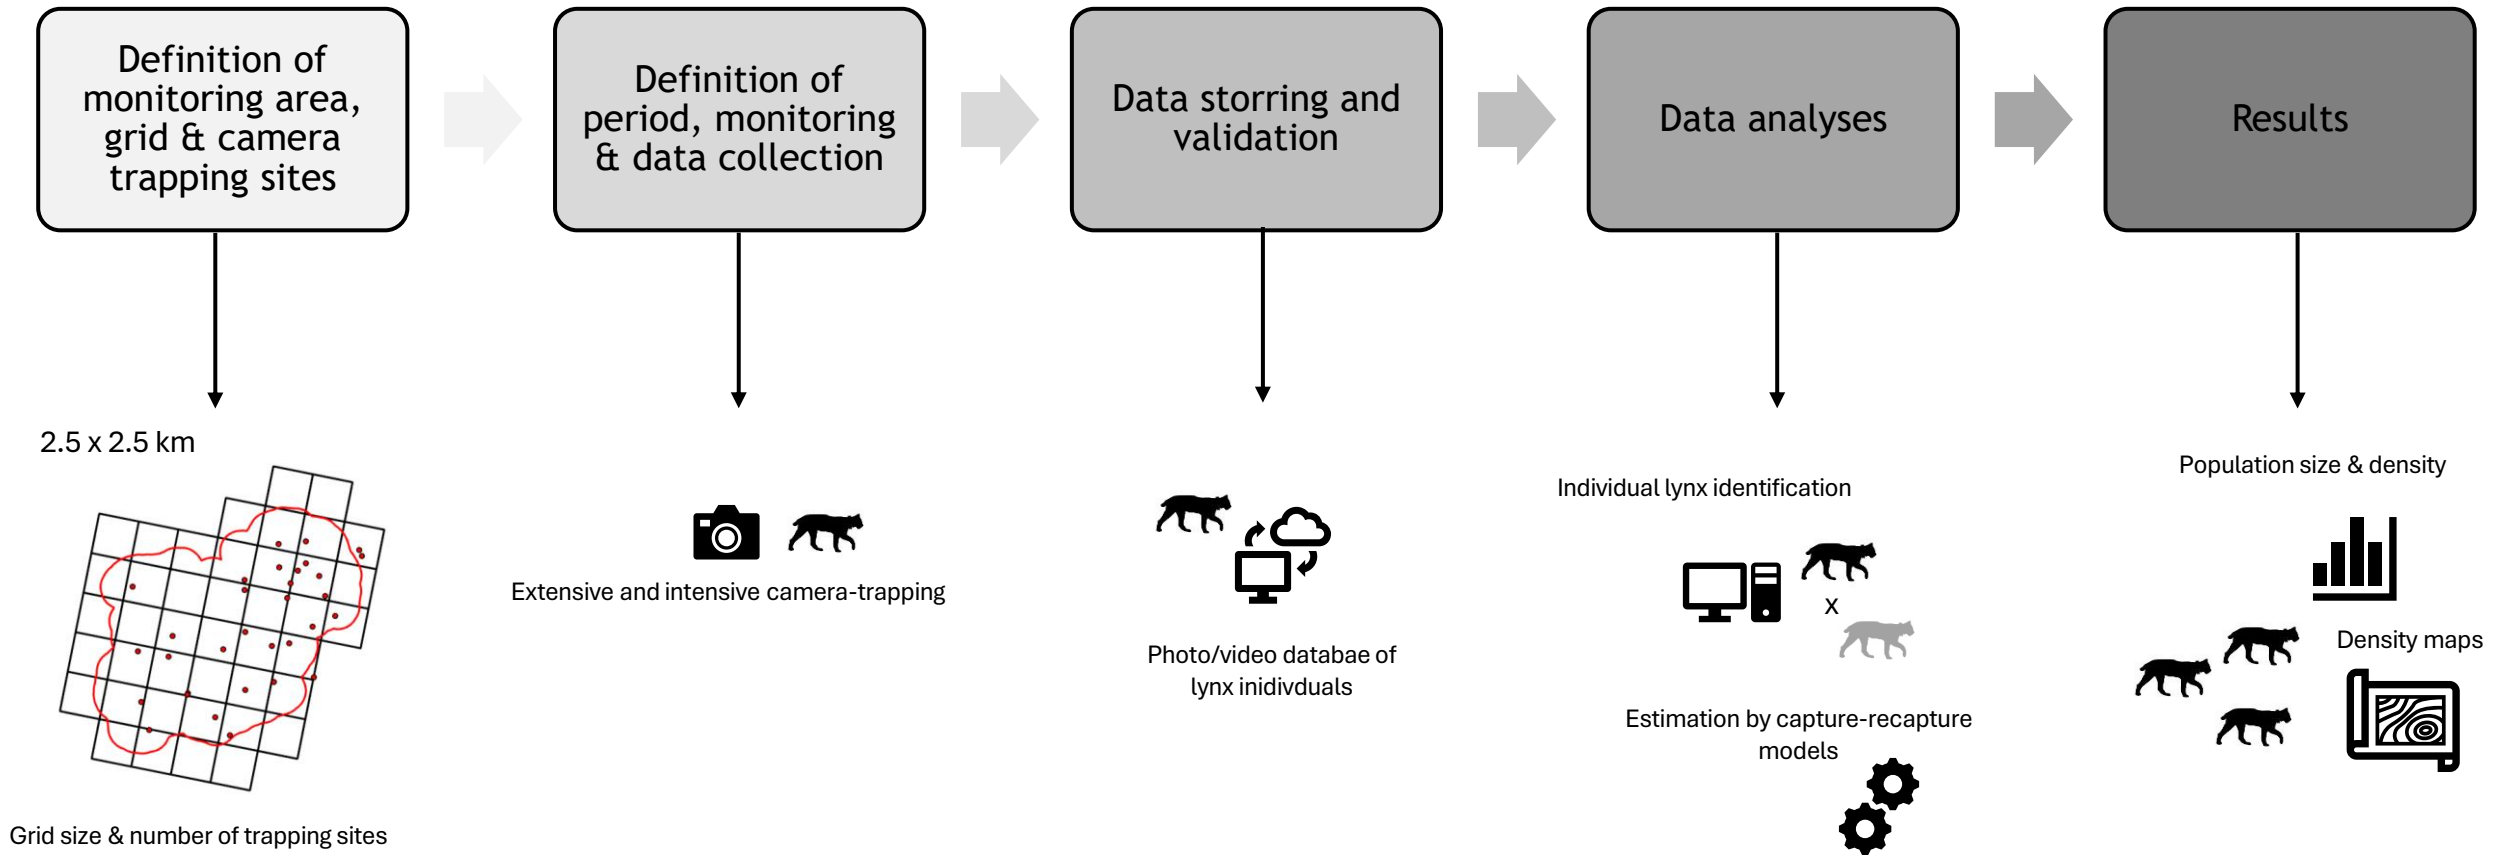 Definition of
monitoring area,
grid & camera
trapping sites
Definition of
period, monitoring
& data collection
Data storring and
validation
Data analyses
Results
2.5 x 2.5 km
Grid size & number of trapping sites
Extensive and intensive camera-trapping
Photo/video databae of
lynx inidivduals
Individual lynx identification
X
Estimation by capture-recapture
models
Population size & density
Density maps